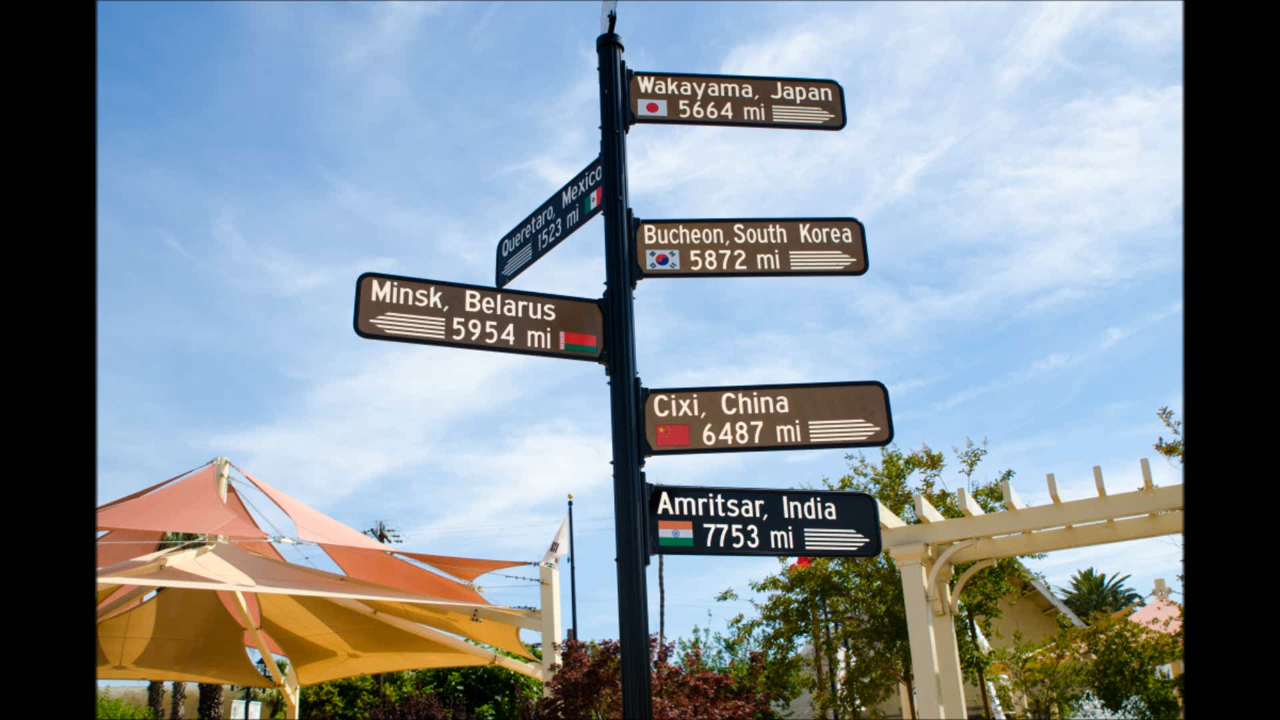 Wakayama, Japan
5664 mi
Queretaro, Mexico
1523 mi
Bucheon, South Korea
5872 mi
Minsk, Belarus
5954 mi
Cixi, China
6487 mi
Amritsar, India
7753 mi